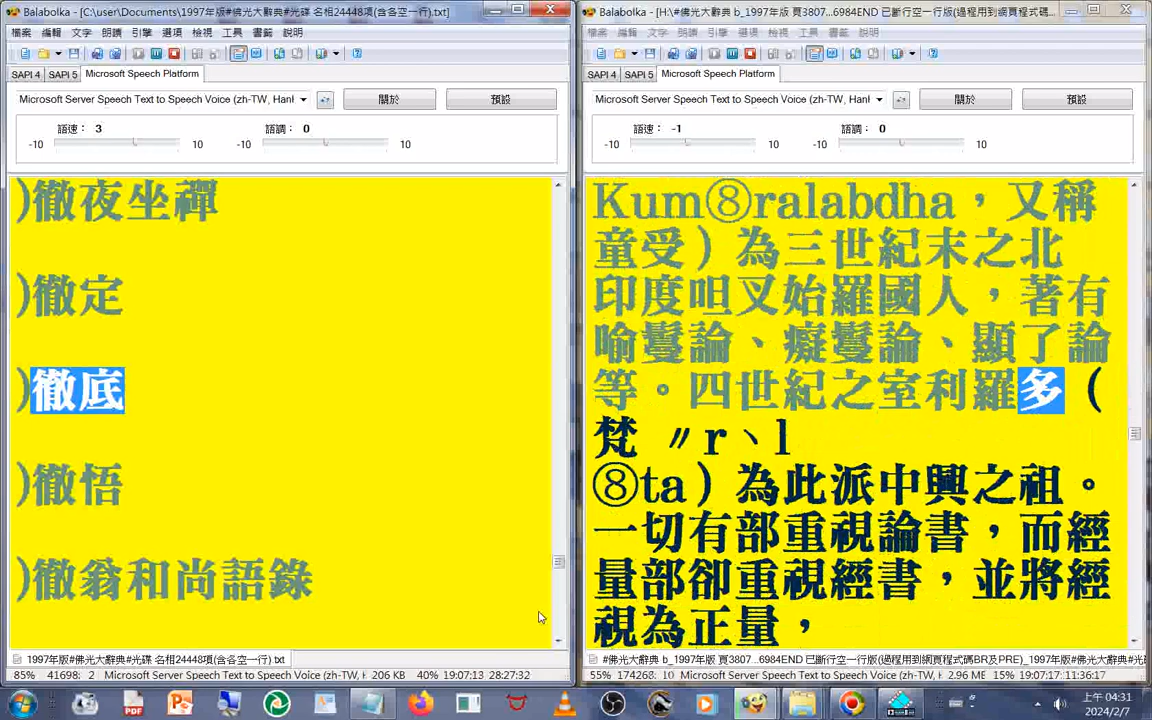 Balabolka - [C:\user\Documents\1997年版#佛光大辭典#光碟 名相24448項(含各空一行).txt]
檔案 編輯 文字 朗讀 引擎 選項 檢視 工具 書籤 說明
SAPI 4 SAPI 5 Microsoft Speech Platform
Microsoft Server Speech Text to Speech Voice (zh-TW, Hanl
關於 預設
語速： 3 語調： 0
-10 10 -10 10
)徹夜坐禪
)徹定
)徹底
)徹悟
)徹翁和尚語錄
1997年版#佛光大辭典#光碟 名相24448項(含各空一行).txt
85% 41698: 2 Microsoft Server Speech Text to Speech Voice (zh-TW, H 206 KB 40% 19:07:13 28:27:32
Balabolka - [H:\#佛光大辭典 b_1997年版 頁3807...6984END 已斷行空一行版(過程用到網頁程式碼...
檔案 編輯 文字 朗讀 引擎 選項 檢視 工具 書籤 說明
SAPI 4 SAPI 5 Microsoft Speech Platform
Microsoft Server Speech Text to Speech Voice (zh-TW, Hanl
關於 預設
語速： -1 語調： 0
-10 10 -10 10
Kum⑧ralabdha，又稱
童受）為三世紀末之北
印度呾叉始羅國人，著有
喻鬘論、癡鬘論、顯了論
等。四世紀之室利羅多（
梵 〃r、l
⑧ta）為此派中興之祖。
一切有部重視論書，而經
量部卻重視經書，並將經
視為正量，
#佛光大辭典 b_1997年版 頁3807...6984END 已斷行空一行版(過程用到網頁程式碼BR及PRE)_1997年版#光
55% 174268: 10 Microsoft Server Speech Text to Speech Voice (zh-TW, H 2.96 ME 15% 19:07:17:11:36:17
PDF
上午 04:31
2024/2/7